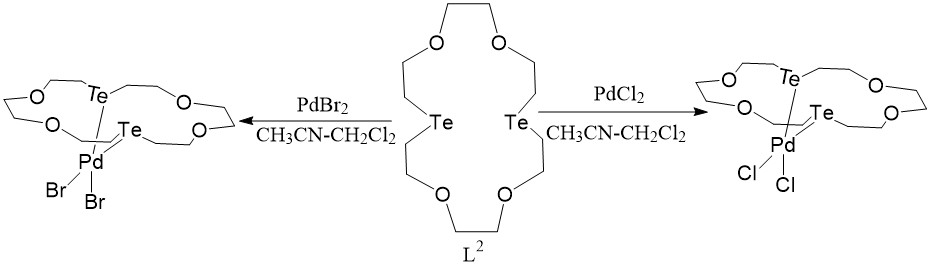 O O
O Te O
O Te O
Pd
Br
Br
PdBr2
CH3CN-CH2Cl2
O O
Te Te
O O
L2
PdCl2
CH3CN-CH2Cl2
O Te O
O Te O
Pd
Cl
Cl